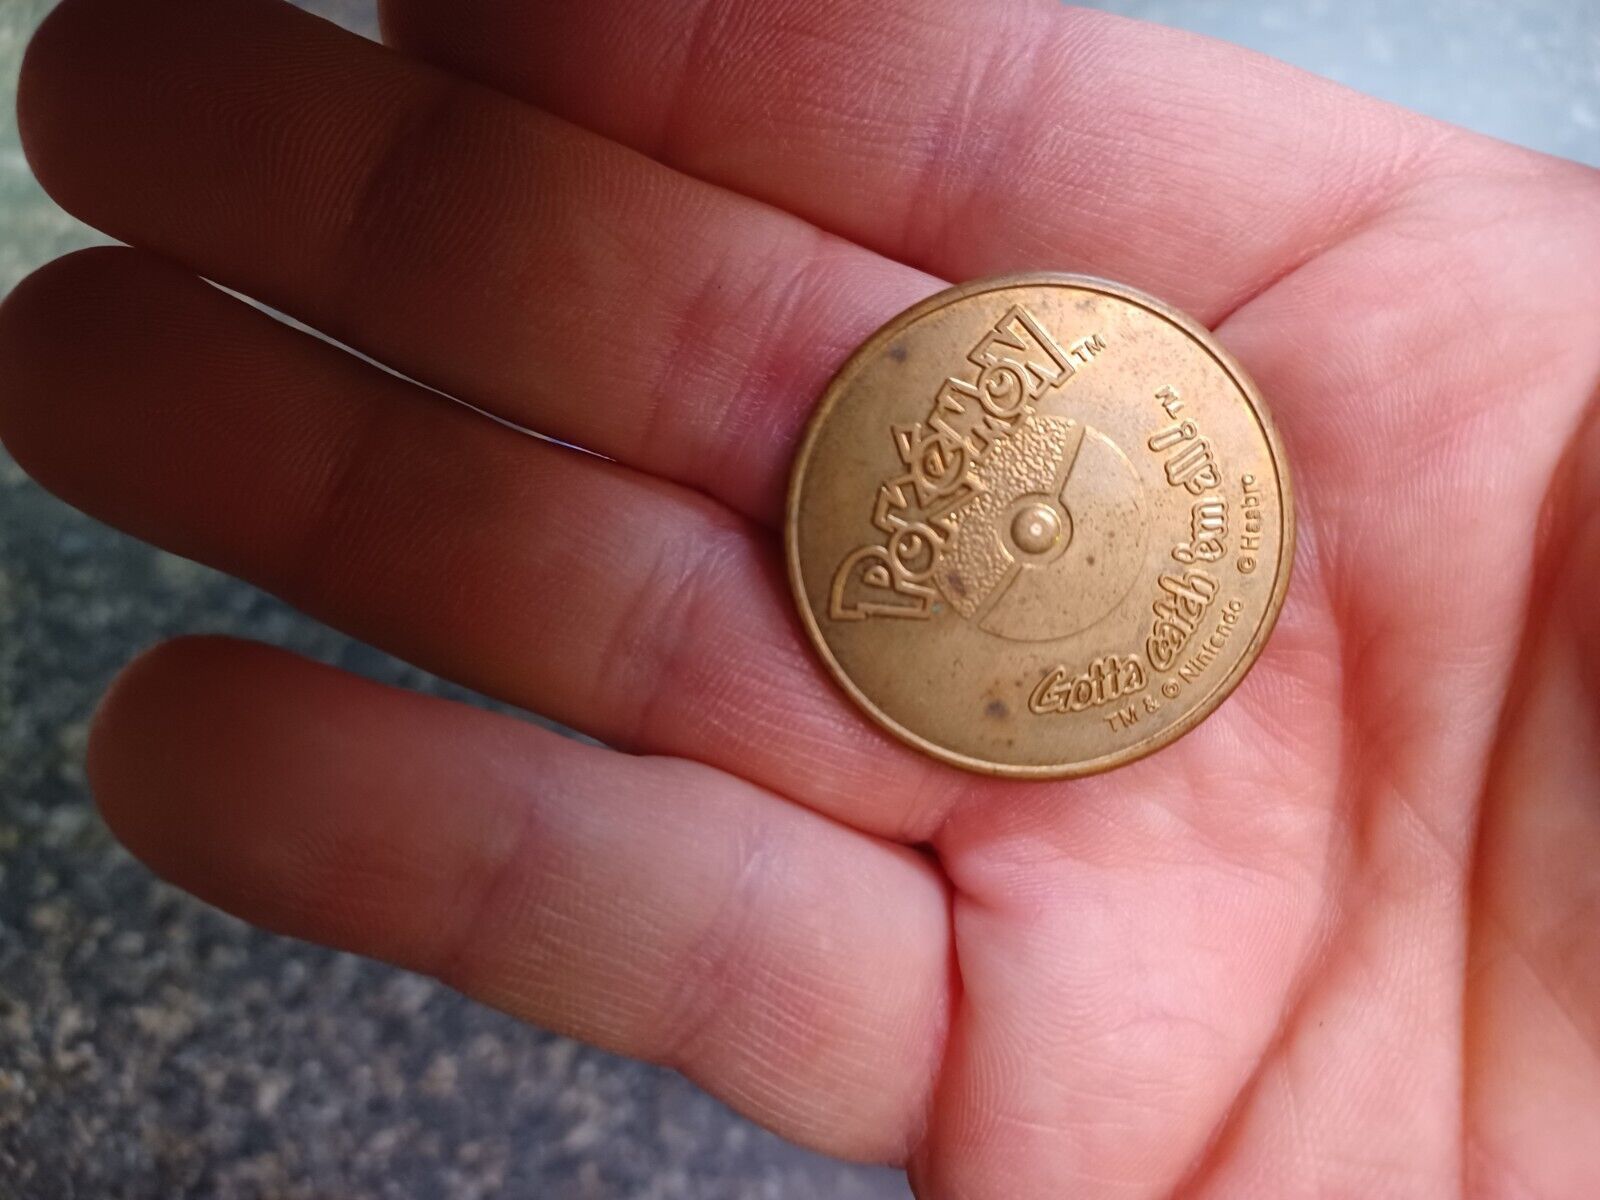 POKéMON™
Gotta catch 'em all!™
TM & © Nintendo © Hasbro